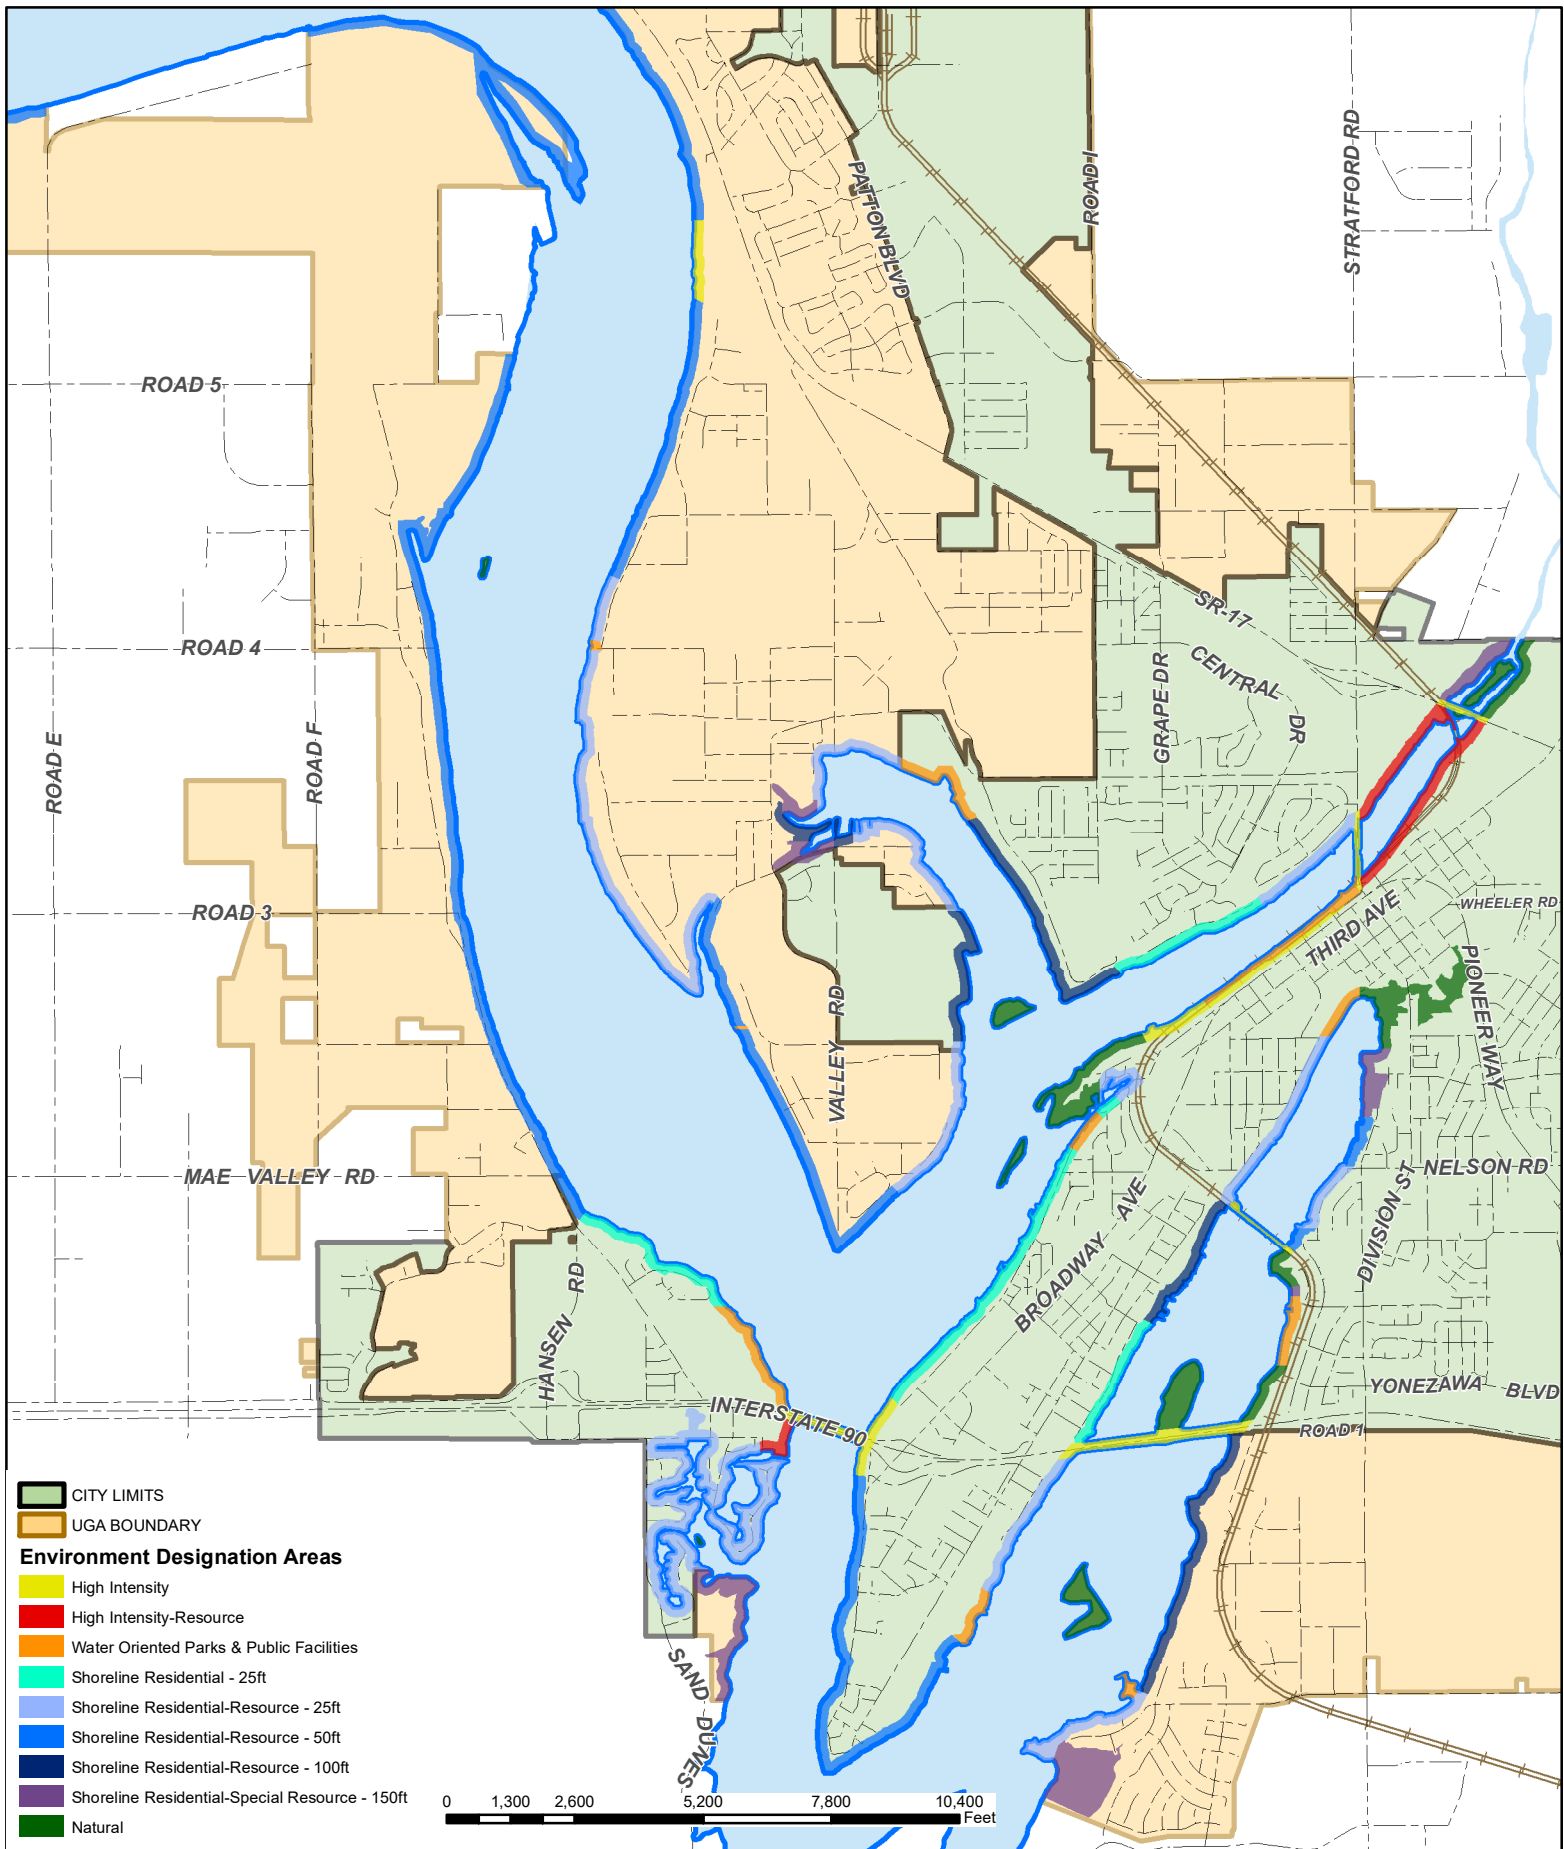 PATTON BLVD
ROAD I
STRATFORD RD
ROAD 5
SR-17
ROAD 4
CENTRAL DR
GRAPE DR
ROAD E
ROAD F
ROAD 3
THIRD AVE
WHEELER RD
PIONEER WAY
VALLEY RD
MAE VALLEY RD
NELSON RD
DIVISION ST
BROADWAY AVE
HANSEN RD
YONEZAWA BLVD
INTERSTATE 90
ROAD 1
SAND DUNES
CITY LIMITS
UGA BOUNDARY
Environment Designation Areas
High Intensity
High Intensity-Resource
Water Oriented Parks & Public Facilities
Shoreline Residential - 25ft
Shoreline Residential-Resource - 25ft
Shoreline Residential-Resource - 50ft
Shoreline Residential-Resource - 100ft
Shoreline Residential-Special Resource - 150ft
Natural
0 1,300 2,600 5,200 7,800 10,400
Feet